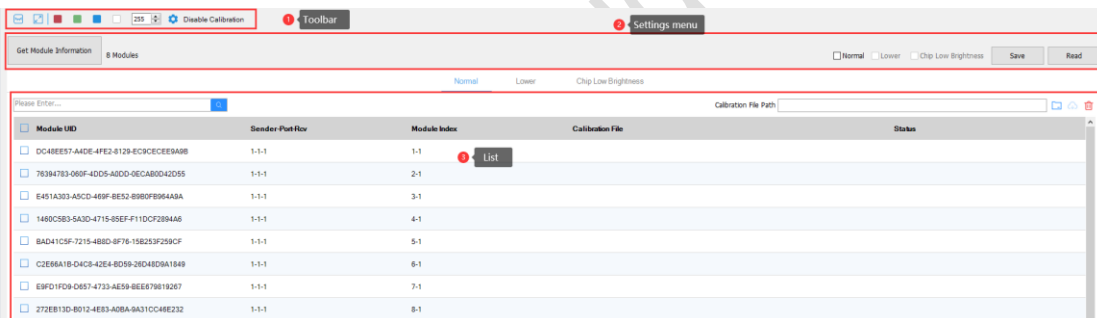 255 Disable Calibration 1 Toolbar
2 Settings menu
Get Module Information 8 Modules Normal Lower Chip Low Brightness Save Read
Normal Lower Chip Low Brightness
Please Enter... Calibration File Path
Module UID Sender-Port-Rcv Module Index Calibration File Status
DC48EE57-A4DE-4FE2-8129-EC9CECEE9A9B 1-1-1 1-1
3 List
76394783-060F-4DD5-A0DD-0ECAB0D42D55 1-1-1 2-1
E451A303-A5CD-469F-BE52-B9B0FB964A9A 1-1-1 3-1
1460C5B3-5A3D-4715-85EF-F11DCF2894A6 1-1-1 4-1
BAD41C5F-7215-4B8D-8F76-15B253F259CF 1-1-1 5-1
C2E66A1B-D4C8-42E4-BD59-26D48D9A1849 1-1-1 6-1
E9FD1FD9-D657-4733-AE59-BEE679819267 1-1-1 7-1
272EB13D-B012-4E83-A0BA-9A31CC46E232 1-1-1 8-1